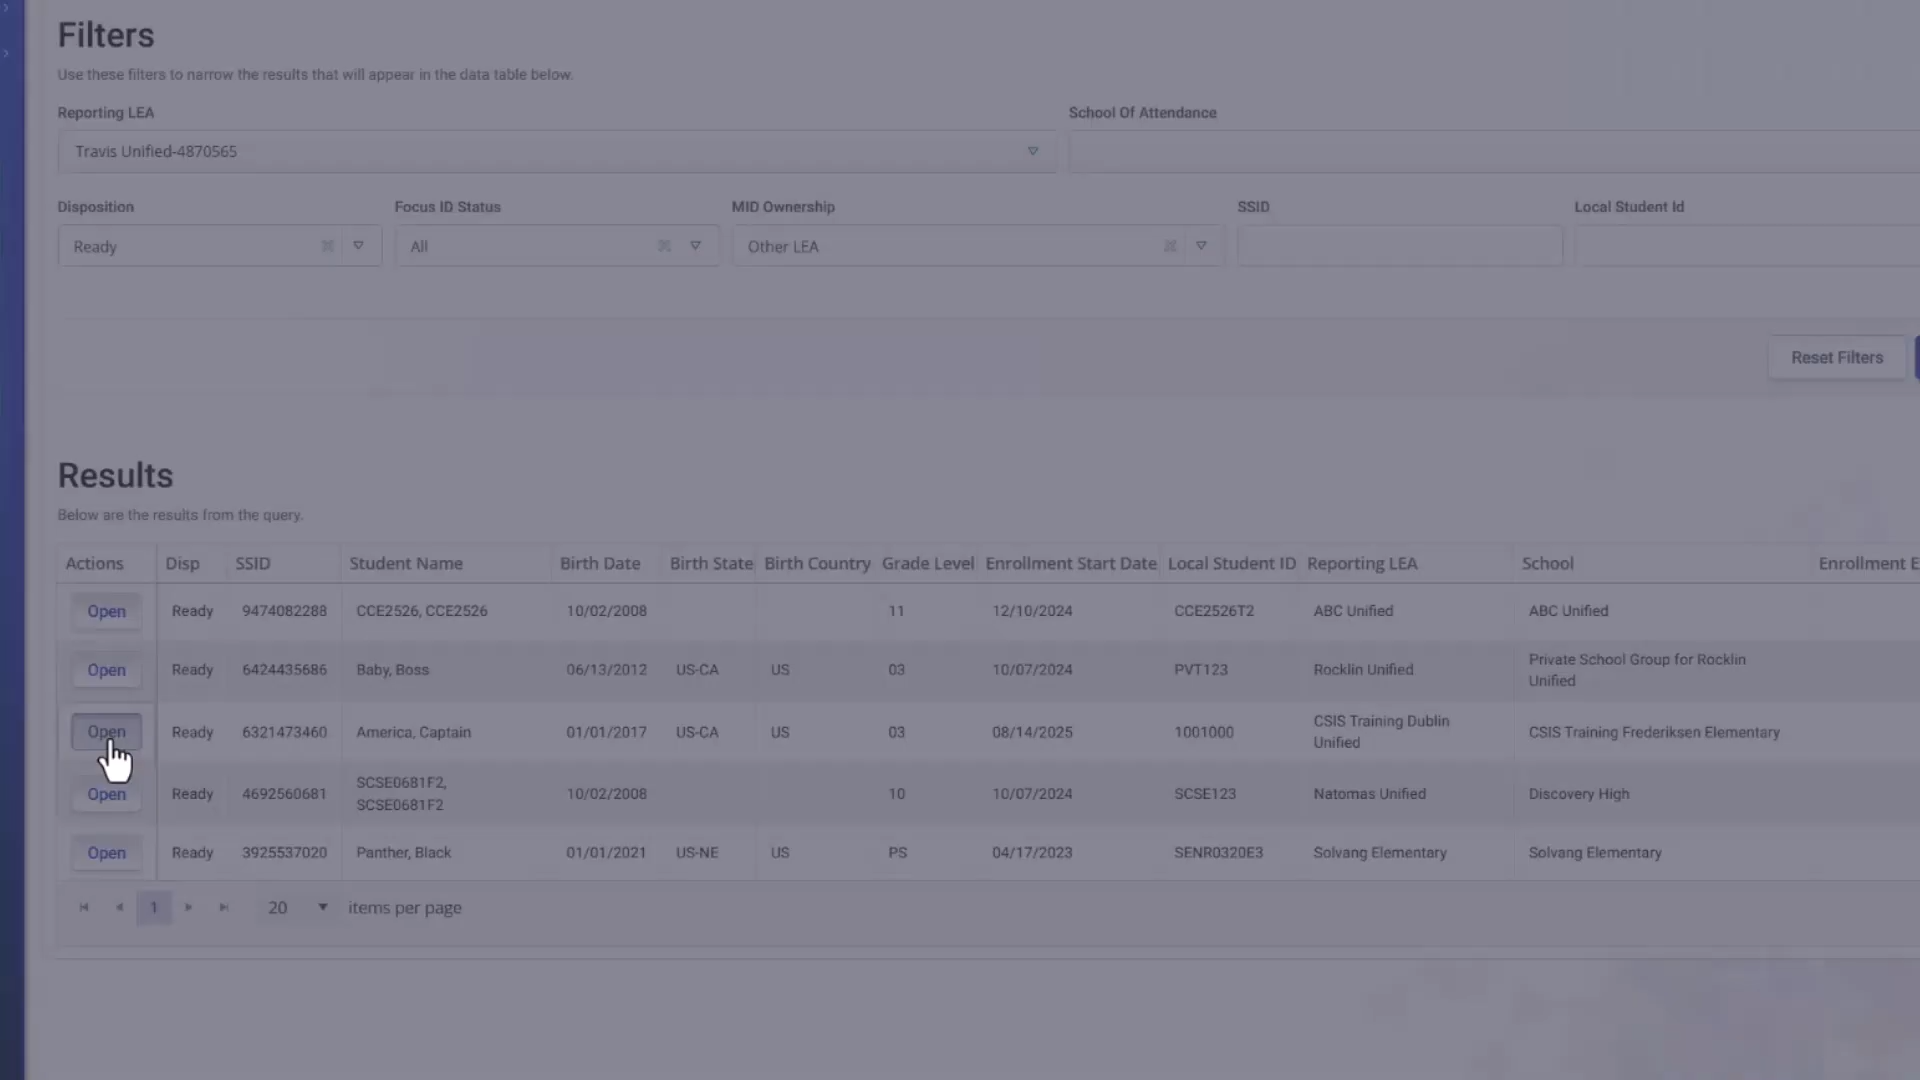 Filters
Use these filters to narrow the results that will appear in the data table below.
Reporting LEA
School Of Attendance
Travis Unified-4870565
Disposition
Focus ID Status
MID Ownership
SSID
Local Student Id
Ready
All
Other LEA
Reset Filters
Results
Below are the results from the query.
Actions Disp SSID Student Name Birth Date Birth State Birth Country Grade Level Enrollment Start Date Local Student ID Reporting LEA School Enrollment E
Open Ready 9474082288 CCE2526, CCE2526 10/02/2008 11 12/10/2024 CCE2526T2 ABC Unified ABC Unified
Open Ready 6424435686 Baby, Boss 06/13/2012 US-CA US 03 10/07/2024 PVT123 Rocklin Unified Private School Group for Rocklin
Unified
Open Ready 6321473460 America, Captain 01/01/2017 US-CA US 03 08/14/2025 1001000 CSIS Training Dublin
Unified
CSIS Training Frederiksen Elementary
Open Ready 4692560681 SCSE0681F2,
SCSE0681F2
10/02/2008 10 10/07/2024 SCSE123 Natomas Unified Discovery High
Open Ready 3925537020 Panther, Black 01/01/2021 US-NE US PS 04/17/2023 SENR0320E3 Solvang Elementary Solvang Elementary
1 20 items per page